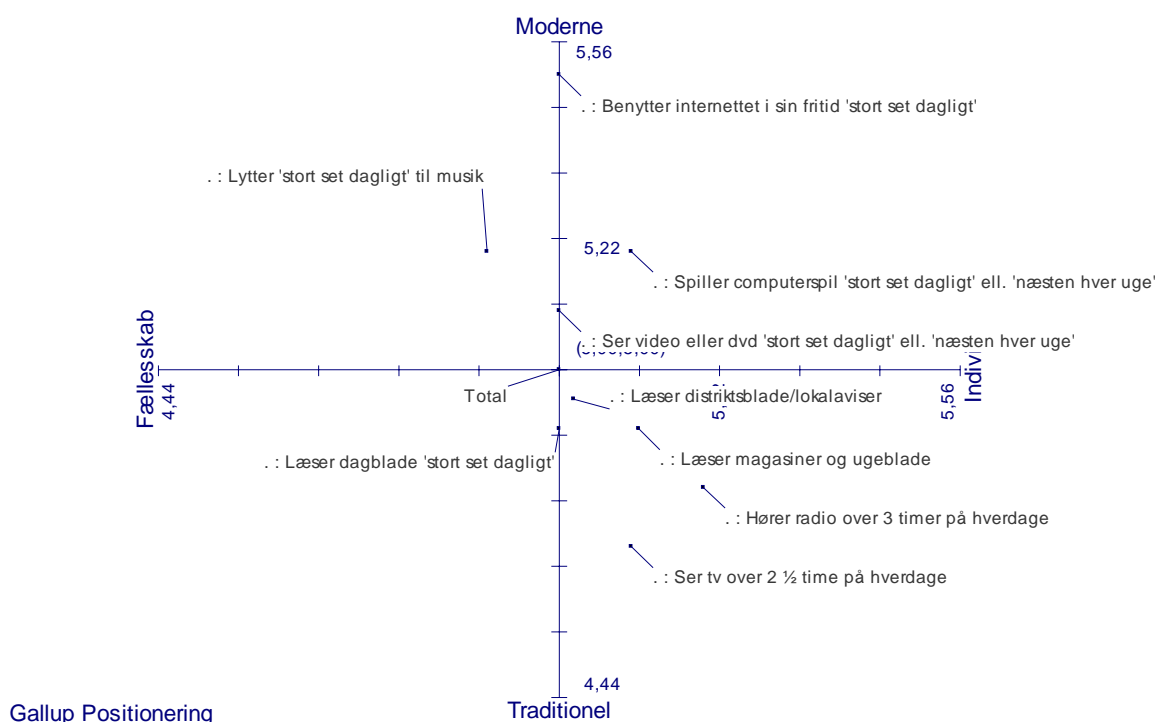 Moderne
5,56
. : Benytter internettet i sin fritid 'stort set dagligt'
. : Lytter 'stort set dagligt' til musik
5,22
. : Spiller computerspil 'stort set dagligt' ell. 'næsten hver uge'
. : Ser video eller dvd 'stort set dagligt' ell. 'næsten hver uge'
Fællesskab
4,44
5,56
Total
. : Læser distriktsblade/lokalaviser
. : Læser dagblade 'stort set dagligt'
. : Læser magasiner og ugeblade
. : Hører radio over 3 timer på hverdage
. : Ser tv over 2 ½ time på hverdage
4,44
Traditionel
Gallup Positionering